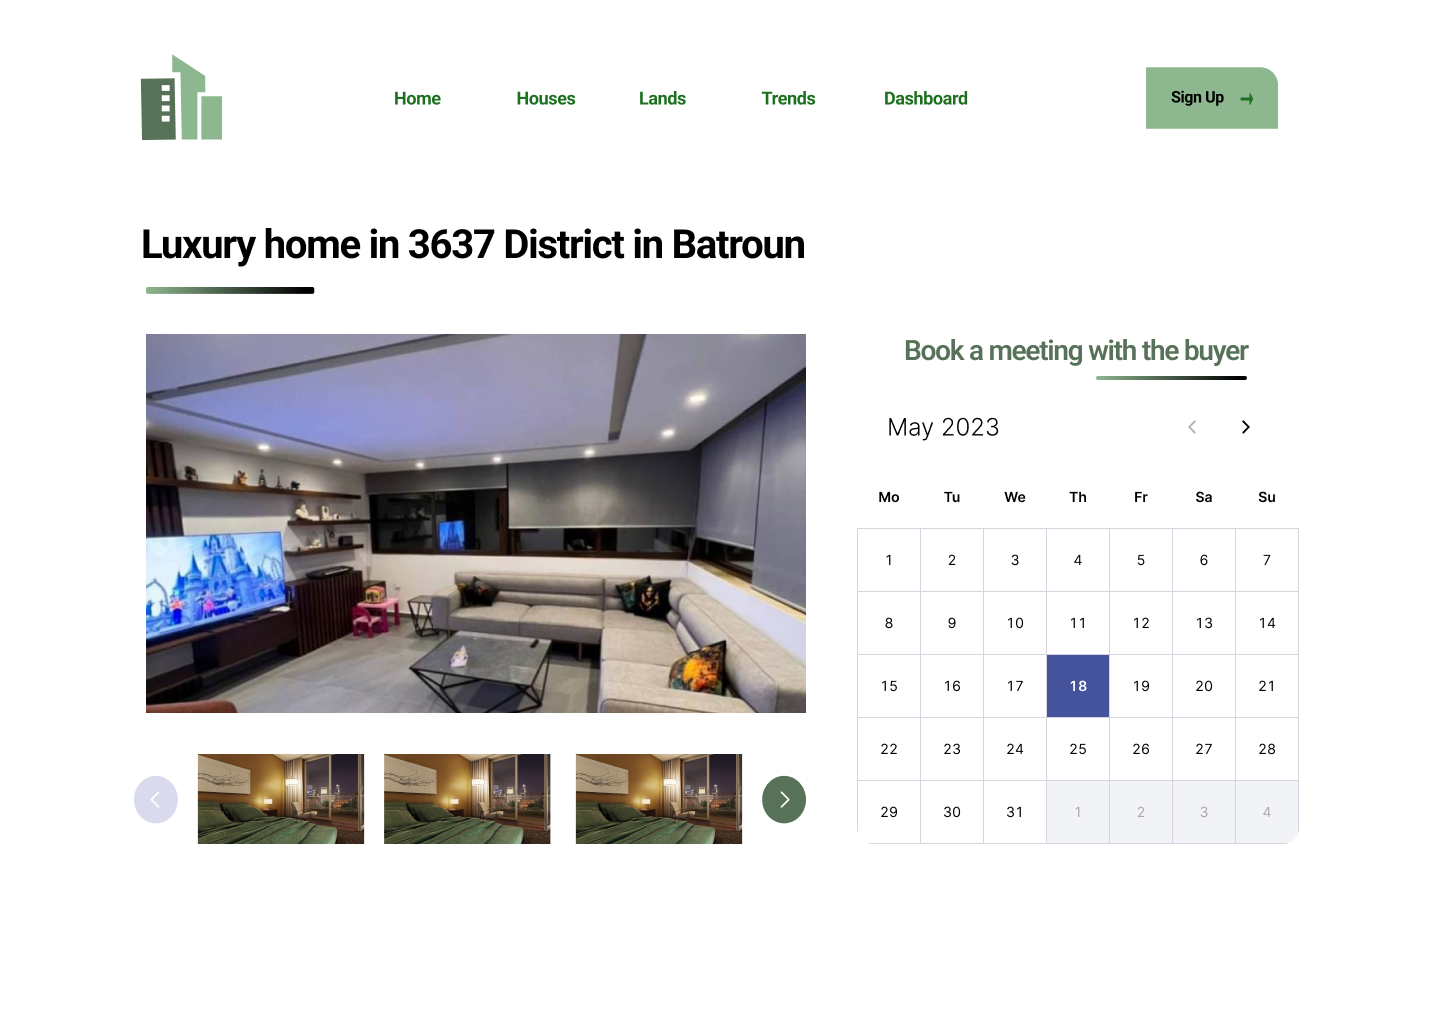 Home Houses Lands Trends Dashboard Sign Up
Luxury home in 3637 District in Batroun
Book a meeting with the buyer
May 2023
Mo Tu We Th Fr Sa Su
1 2 3 4 5 6 7
8 9 10 11 12 13 14
15 16 17 18 19 20 21
22 23 24 25 26 27 28
29 30 31 1 2 3 4